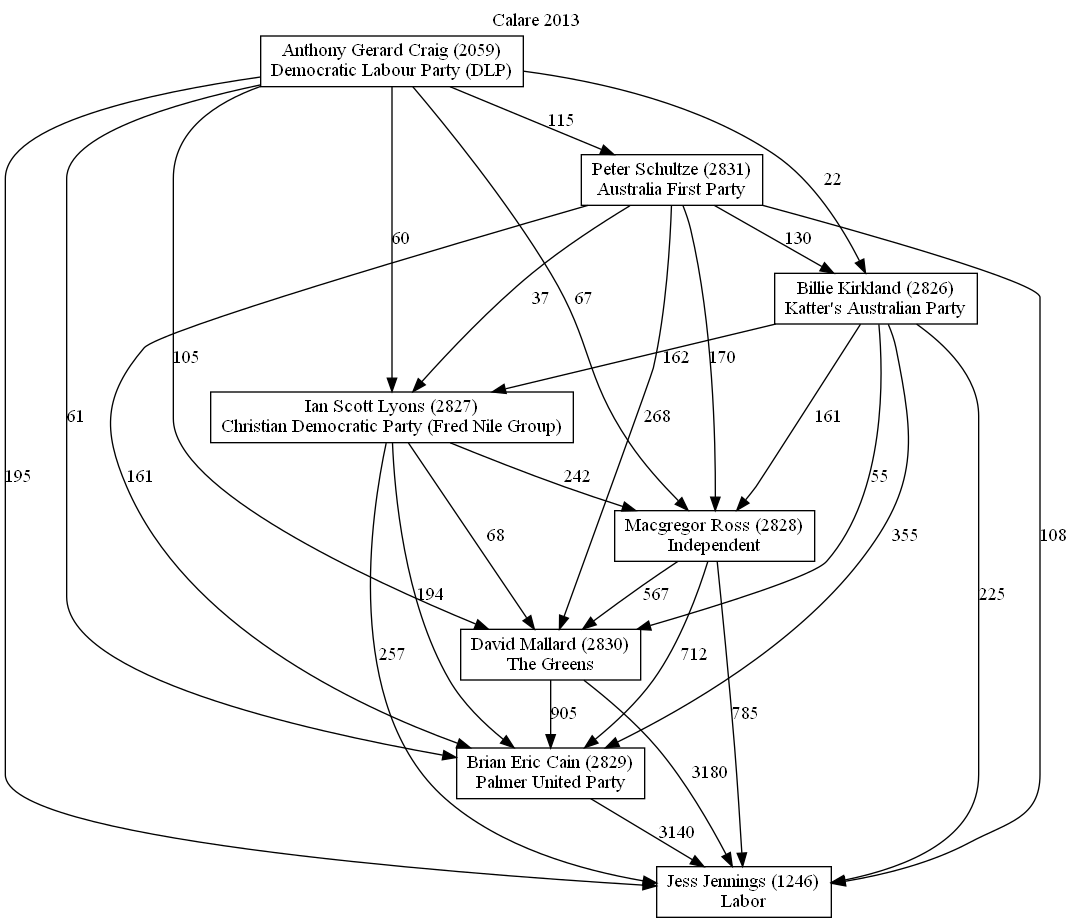 Calare 2013
Anthony Gerard Craig (2059)
Democratic Labour Party (DLP)
115
Peter Schultze (2831)
Australia First Party
22
60
130
Billie Kirkland (2826)
Katter's Australian Party
37
67
105
162
170
Ian Scott Lyons (2827)
Christian Democratic Party (Fred Nile Group)
61
268
161
195
161
242
55
Macgregor Ross (2828)
Independent
68
355
108
194
567
225
David Mallard (2830)
The Greens
257
712
905
785
Brian Eric Cain (2829)
Palmer United Party
3180
3140
Jess Jennings (1246)
Labor